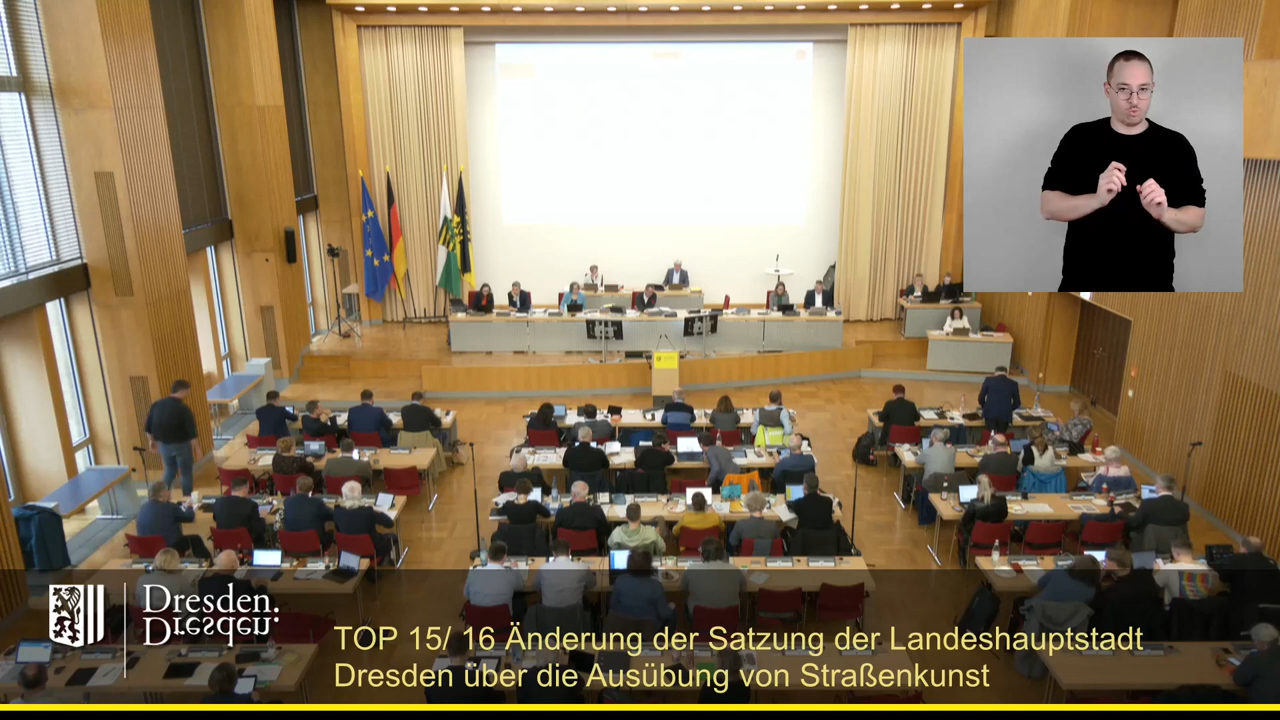 Dresden.
Dresden.
TOP 15/ 16 Änderung der Satzung der Landeshauptstadt
Dresden über die Ausübung von Straßenkunst